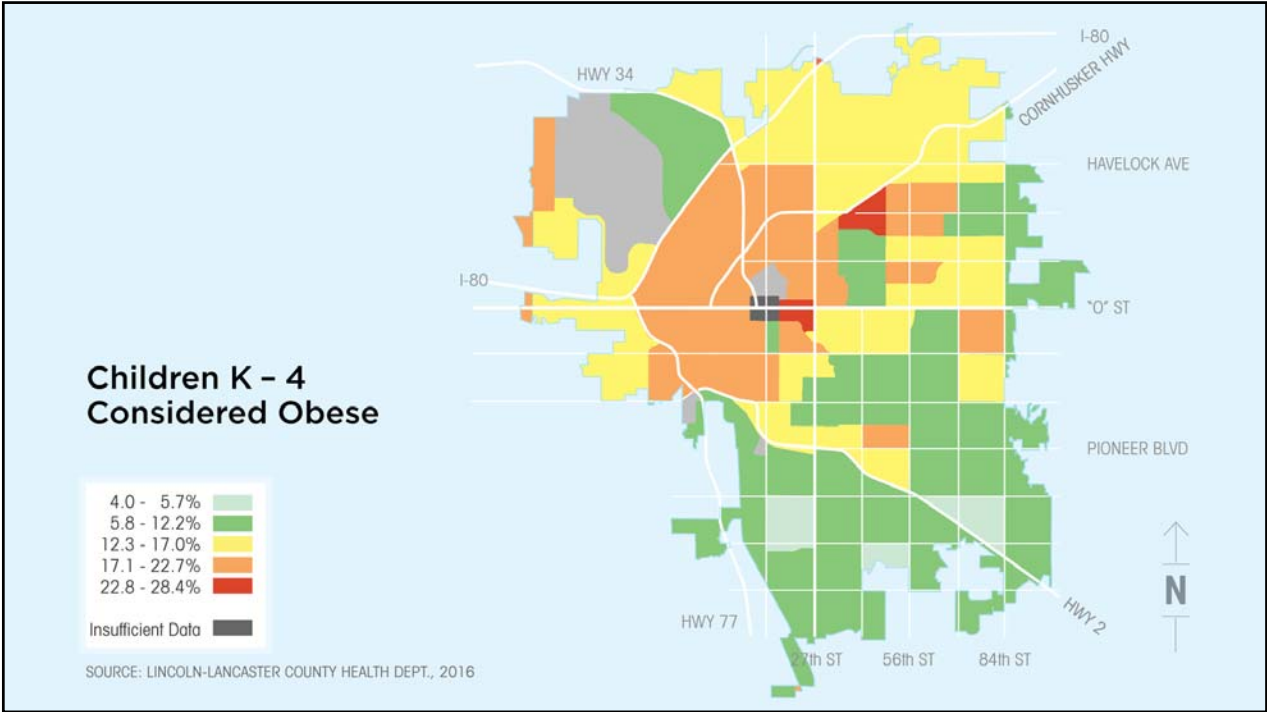 I-80
HWY 34
CORNHUSKER HWY
HAVELOCK AVE
I-80
"O" ST
Children K – 4
Considered Obese
PIONEER BLVD
4.0 - 5.7%
5.8 - 12.2%
12.3 - 17.0%
17.1 - 22.7%
22.8 - 28.4%
Insufficient Data
N
HWY 77
HWY 2
27th ST 56th ST 84th ST
SOURCE: LINCOLN-LANCASTER COUNTY HEALTH DEPT., 2016